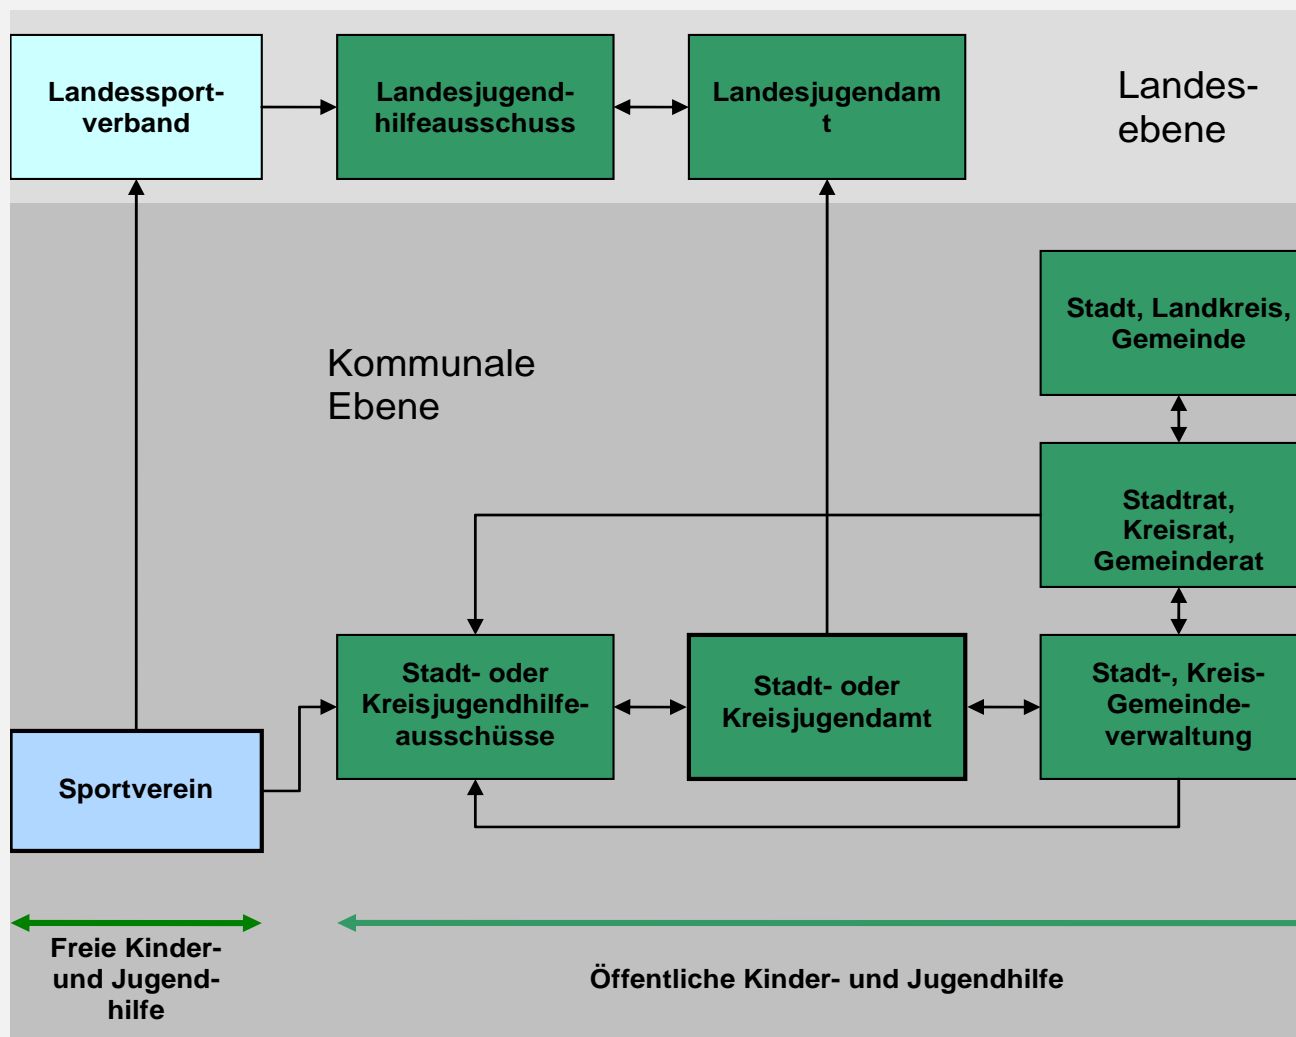 Landessport-
verband
Landesjugend-
hilfeausschuss
Landesjugendam
t
Landes-
ebene
Stadt, Landkreis,
Gemeinde
Kommunale
Ebene
Stadtrat,
Kreisrat,
Gemeinderat
Stadt- oder
Kreisjugendhilfe-
ausschüsse
Stadt- oder
Kreisjugendamt
Stadt-, Kreis-
Gemeinde-
verwaltung
Sportverein
Freie Kinder-
und Jugend-
hilfe
Öffentliche Kinder- und Jugendhilfe